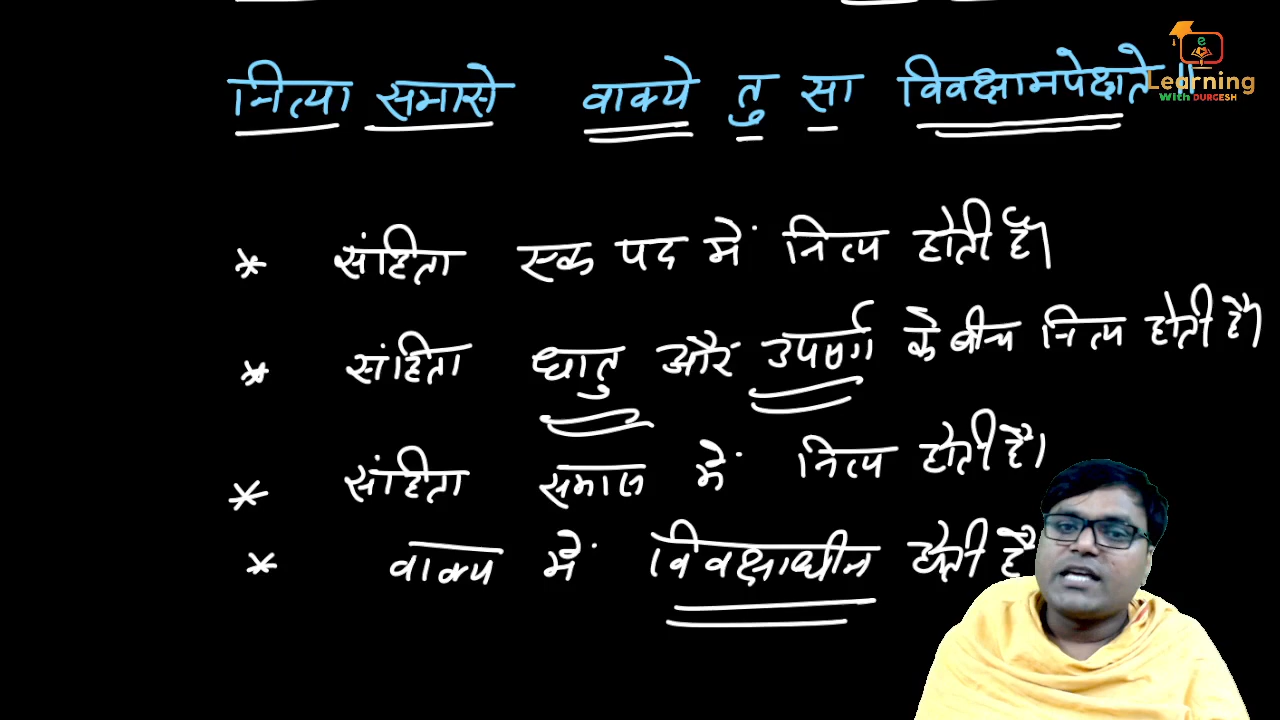 नित्या समासे वाक्ये तु सा विवक्षामपेक्षते ॥
e
Learning
With DURGESH
* संहिता एक पद में नित्य होती है।
* संहिता धातु और उपसर्ग के बीच नित्य होती है।
* संहिता समास में नित्य होती है।
* वाक्य में विवक्षाधीन होती है